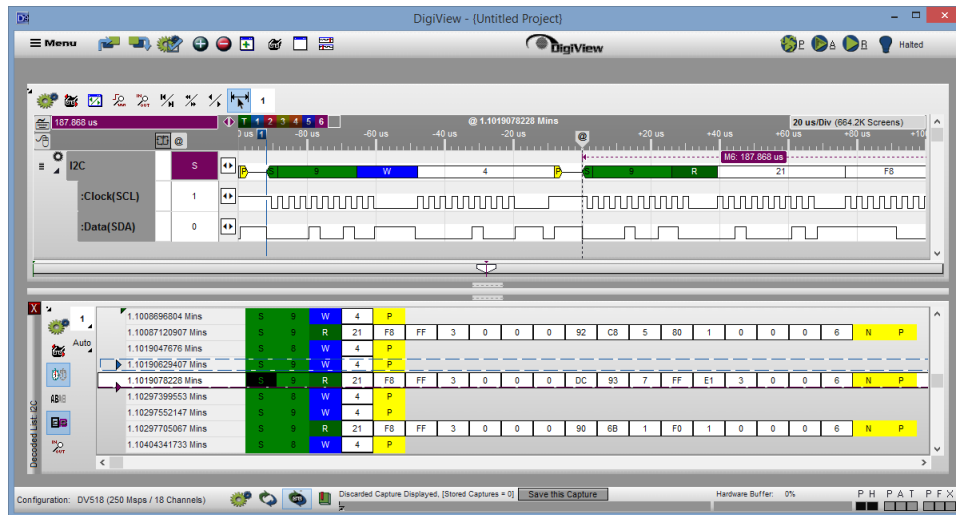 DigiView - {Untitled Project}
Menu
DigiView
P A B Halted
1
187.868 us T 1 2 3 4 5 6 @ 1.1019078228 Mins 20 us/Div (664.2K Screens)
@ 0 us 1 -80 us -60 us -40 us -20 us @ +20 us +40 us +60 us +80 us +10
M6: 187.868 us
I2C S P S 9 W 4 P S 9 R 21 F8
:Clock(SCL) 1
:Data(SDA) 0
X
1
Auto
Decoded List: I2C
1.1008696804 Mins S 9 W 4 P
1.10087120907 Mins S 9 R 21 F8 FF 3 0 0 0 92 C8 5 80 1 0 0 0 6 N P
1.1019047676 Mins S 8 W 4 P
1.10190629407 Mins S 9 W 4 P
1.1019078228 Mins S 9 R 21 F8 FF 3 0 0 0 DC 93 7 FF E1 3 0 0 0 6 N P
1.10297399553 Mins S 8 W 4 P
1.10297552147 Mins S 9 W 4 P
1.10297705067 Mins S 9 R 21 F8 FF 3 0 0 0 90 6B 1 F0 1 0 0 0 6 N P
1.10404341733 Mins S 8 W 4 P
Configuration: DV518 (250 Msps / 18 Channels) Discarded Capture Displayed, [Stored Captures = 0] Save this Capture Hardware Buffer: 0% P H P A T P F X